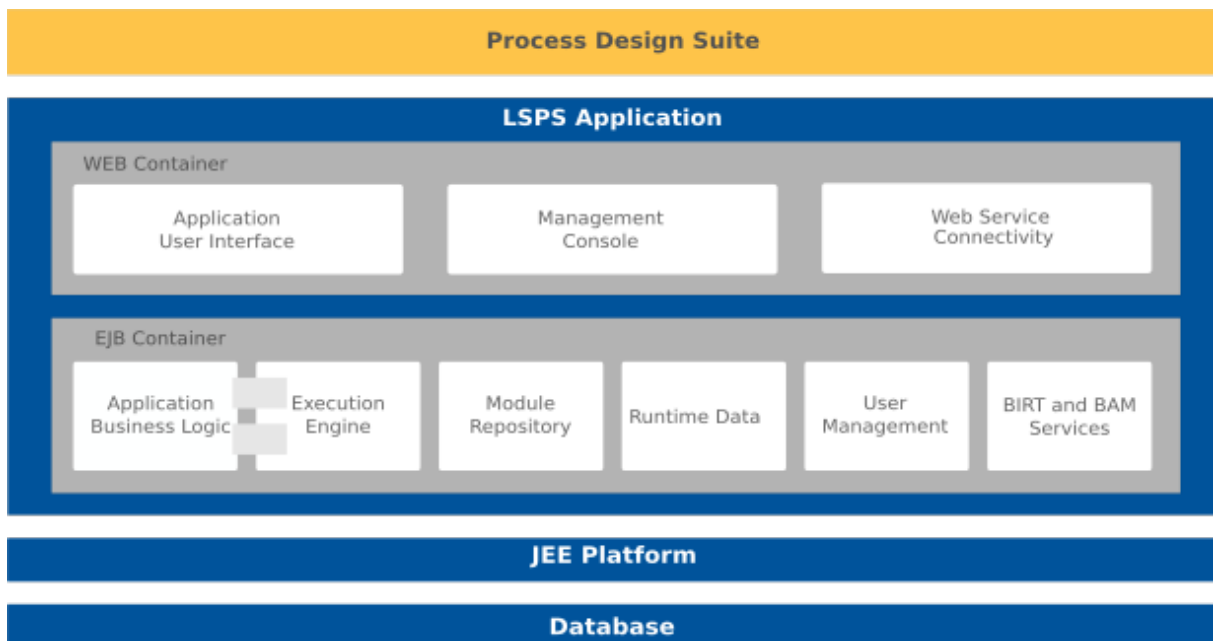 Process Design Suite
LSPS Application
WEB Container
Application
User Interface
Management
Console
Web Service
Connectivity
EJB Container
Application
Business Logic
Execution
Engine
Module
Repository
Runtime Data
User
Management
BIRT and BAM
Services
JEE Platform
Database